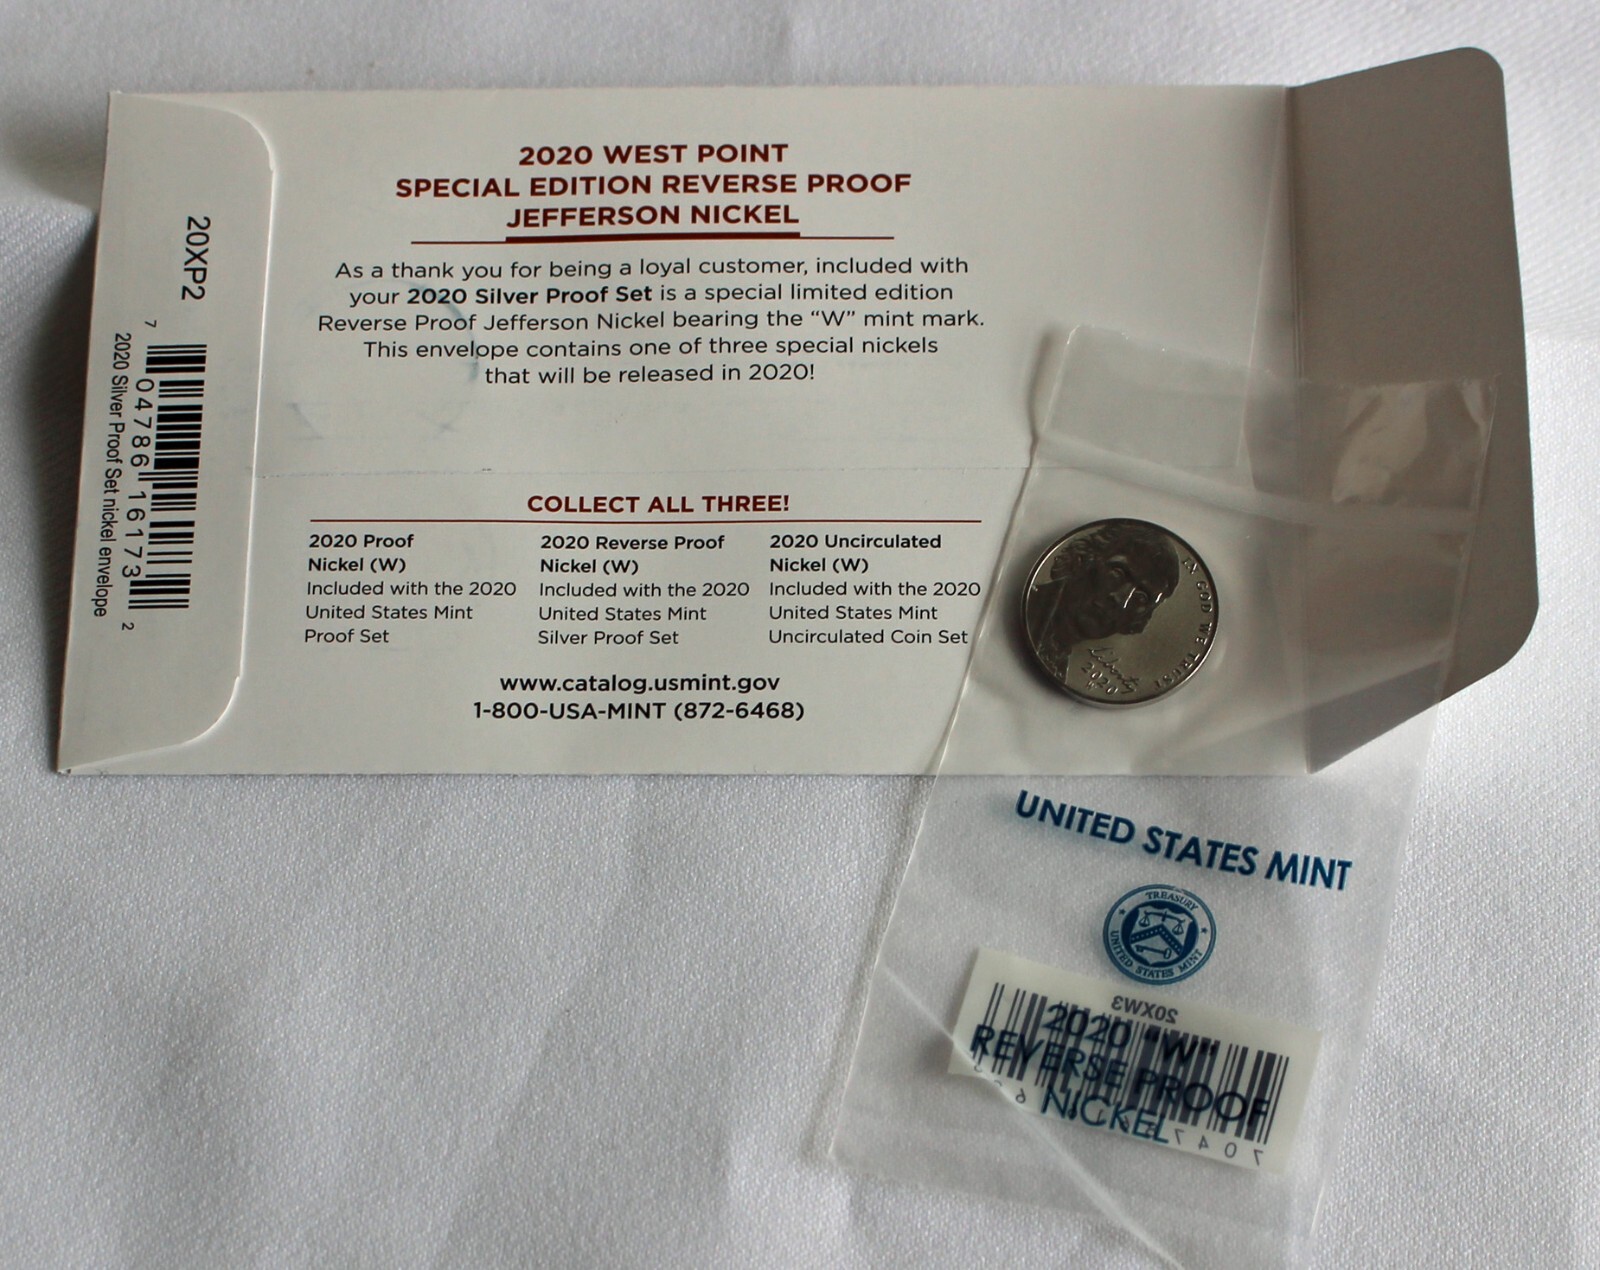 2020 WEST POINT
SPECIAL EDITION REVERSE PROOF
JEFFERSON NICKEL
As a thank you for being a loyal customer, included with
your 2020 Silver Proof Set is a special limited edition
Reverse Proof Jefferson Nickel bearing the “W” mint mark.
This envelope contains one of three special nickels
that will be released in 2020!
COLLECT ALL THREE!
2020 Proof
Nickel (W)
Included with the 2020
United States Mint
Proof Set
2020 Reverse Proof
Nickel (W)
Included with the 2020
United States Mint
Silver Proof Set
2020 Uncirculated
Nickel (W)
Included with the 2020
United States Mint
Uncirculated Coin Set
www.catalog.usmint.gov
1-800-USA-MINT (872-6468)
20XP2
7 04786 16173 2
2020 Silver Proof Set nickel envelope
IN GOD WE TRUST
Liberty
2020
W
UNITED STATES MINT
TREASURY
UNITED STATES MINT
20XW3
2020 "W"
REVERSE PROOF
NICKEL